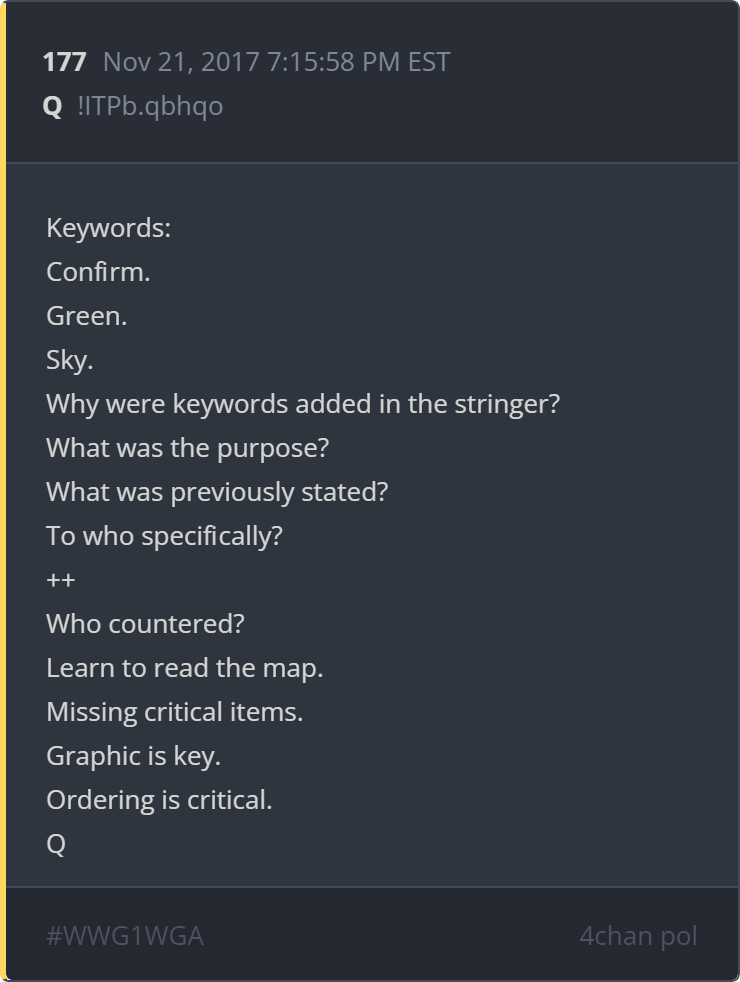 177 Nov 21, 2017 7:15:58 PM EST
Q !ITPb.qbhqo
Keywords:
Confirm.
Green.
Sky.
Why were keywords added in the stringer?
What was the purpose?
What was previously stated?
To who specifically?
++
Who countered?
Learn to read the map.
Missing critical items.
Graphic is key.
Ordering is critical.
Q
#WWG1WGA 4chan pol